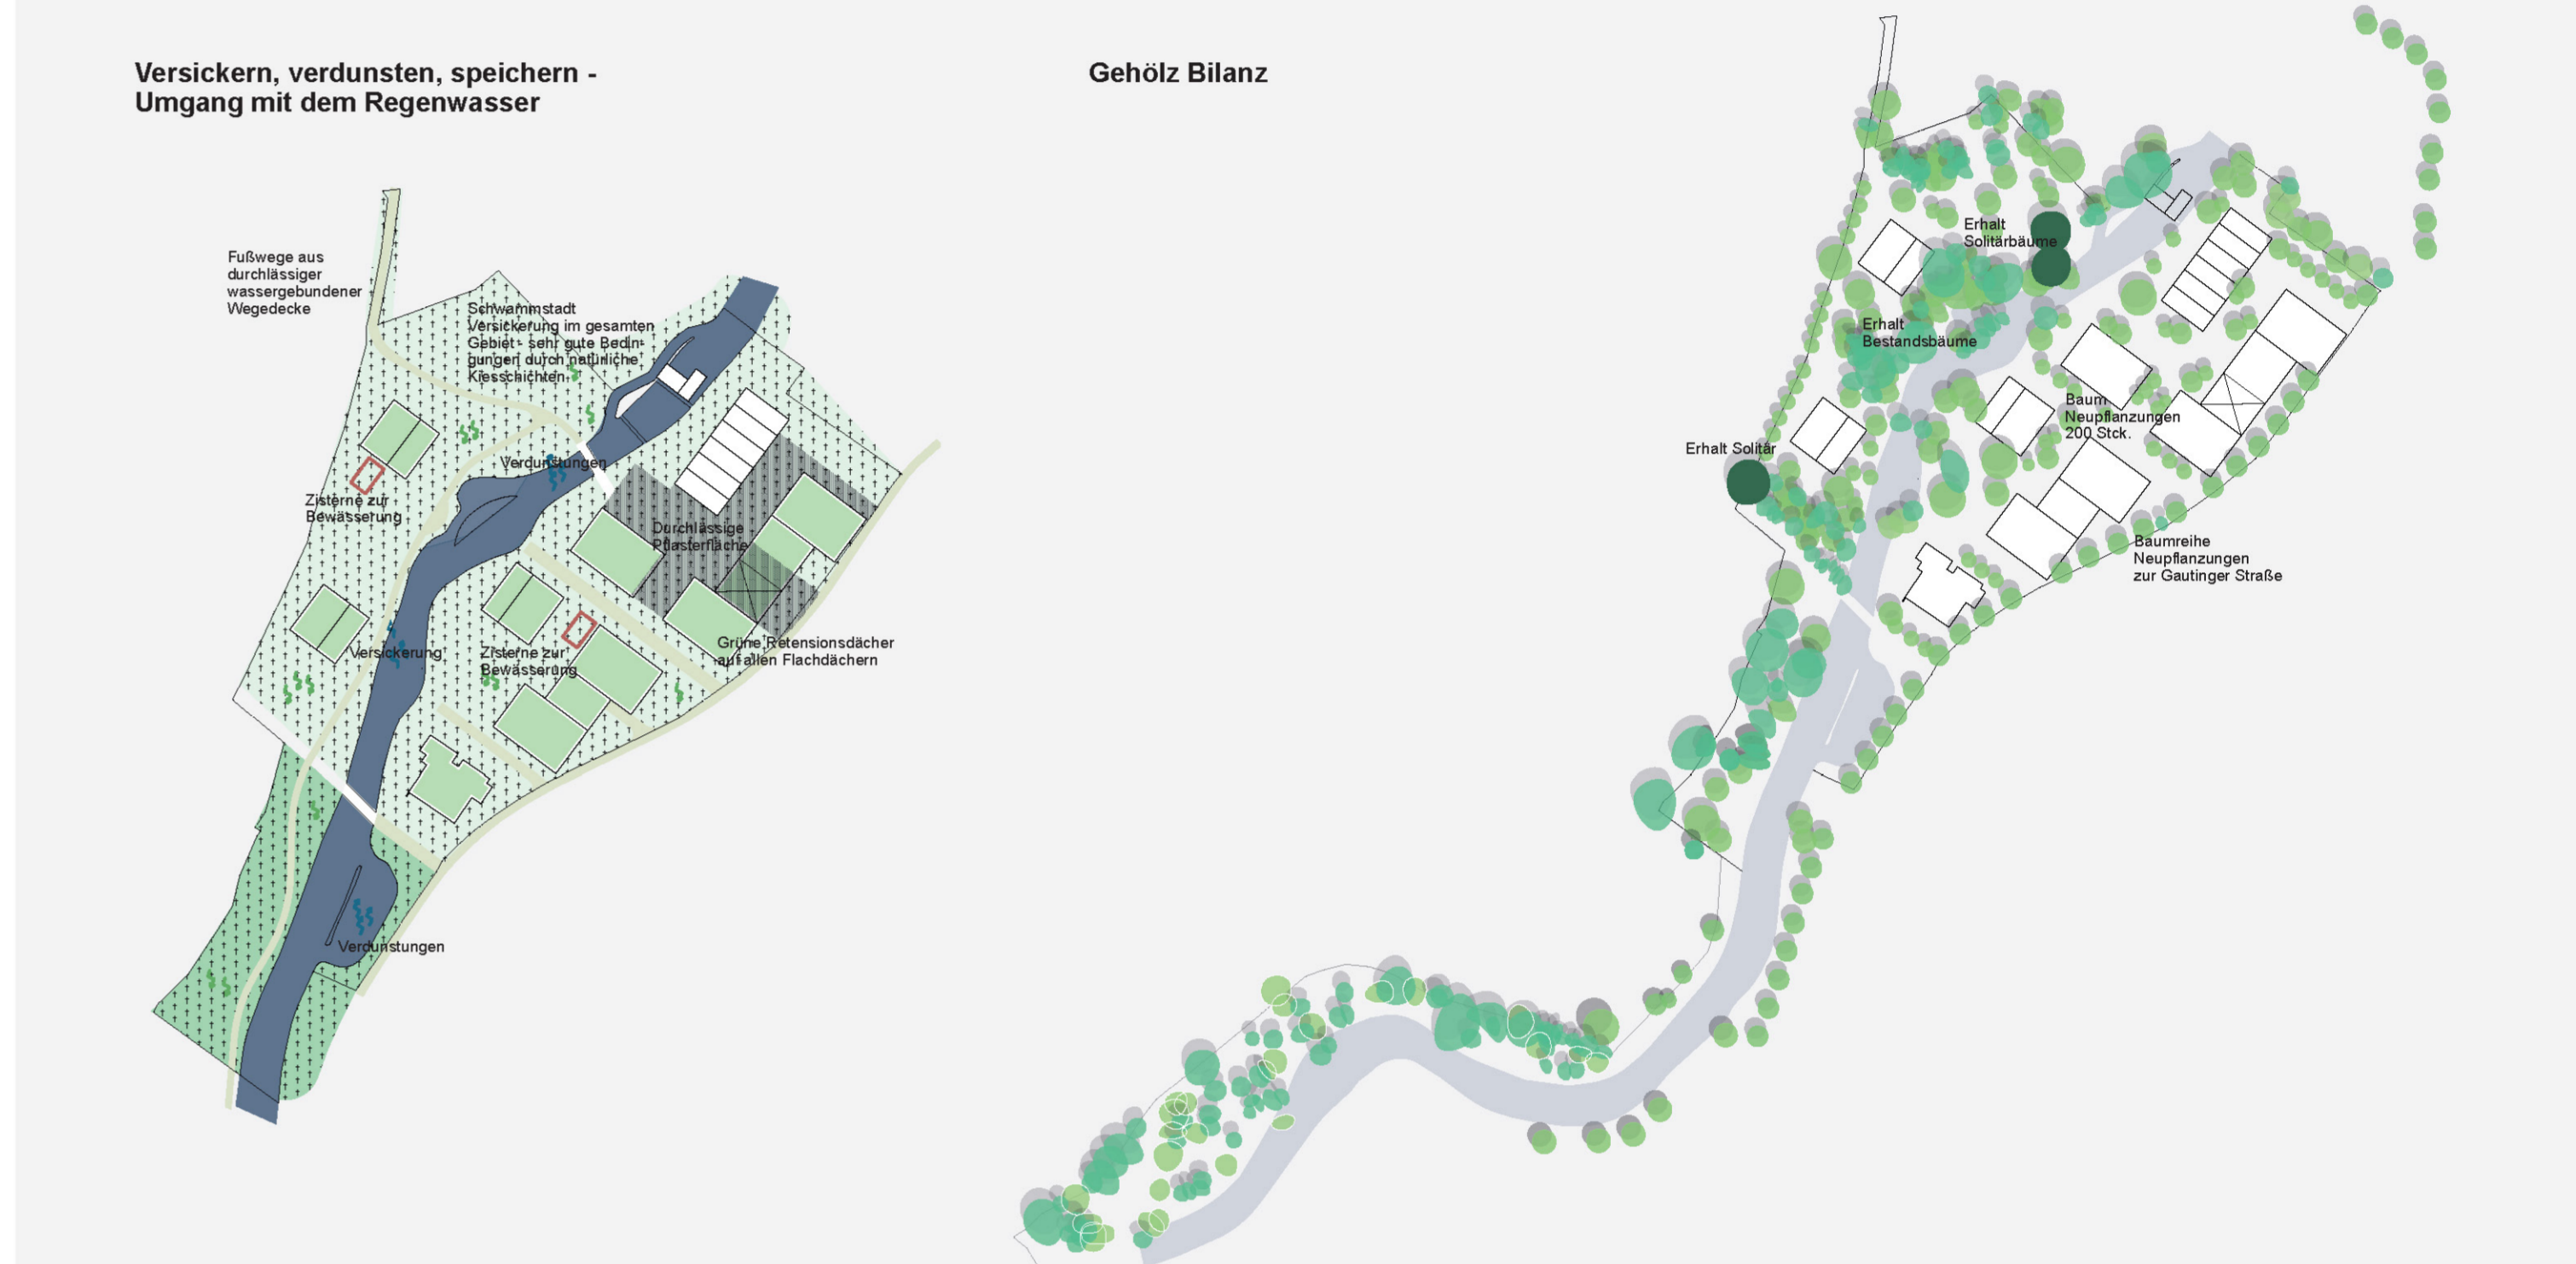 Versickern, verdunsten, speichern -
Umgang mit dem Regenwasser
Fußwege aus
durchlässiger
wassergebundener
Wegedecke
Schwammstadt
Versickerung im gesamten
Gebiet - sehr gute Bedin-
gungen durch natürliche
Kiesschichten
Verdunstungen
Zisterne zur
Bewässerung
Durchlässige
Pflasterfläche
Versickerung
Zisterne zur
Bewässerung
Grüne Retensionsdächer
auf allen Flachdächern
Verdunstungen
Gehölz Bilanz
Erhalt
Solitärbäume
Erhalt
Bestandsbäume
Baum
Neupflanzungen
200 Stck.
Erhalt Solitär
Baumreihe
Neupflanzungen
zur Gautinger Straße